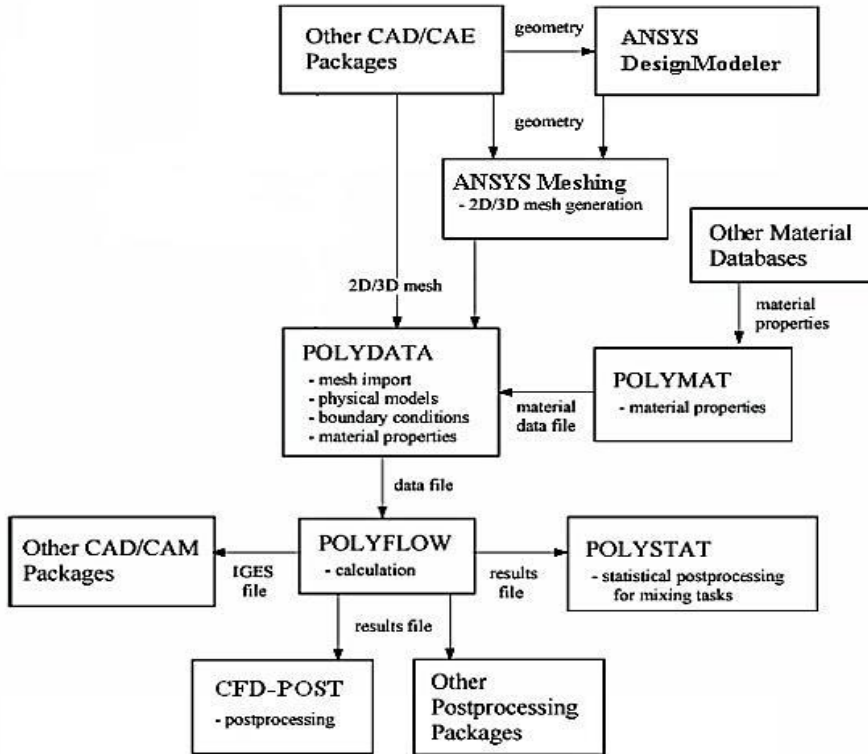 Other CAD/CAE
Packages
geometry
ANSYS
DesignModeler
geometry
ANSYS Meshing
- 2D/3D mesh generation
Other Material
Databases
2D/3D mesh
material
properties
POLYDATA
- mesh import
- physical models
- boundary conditions
- material properties
material
data file
POLYMAT
- material properties
data file
Other CAD/CAM
Packages
IGES
file
POLYFLOW
- calculation
results
file
POLYSTAT
- statistical postprocessing
for mixing tasks
results file
CFD-POST
- postprocessing
Other
Postprocessing
Packages